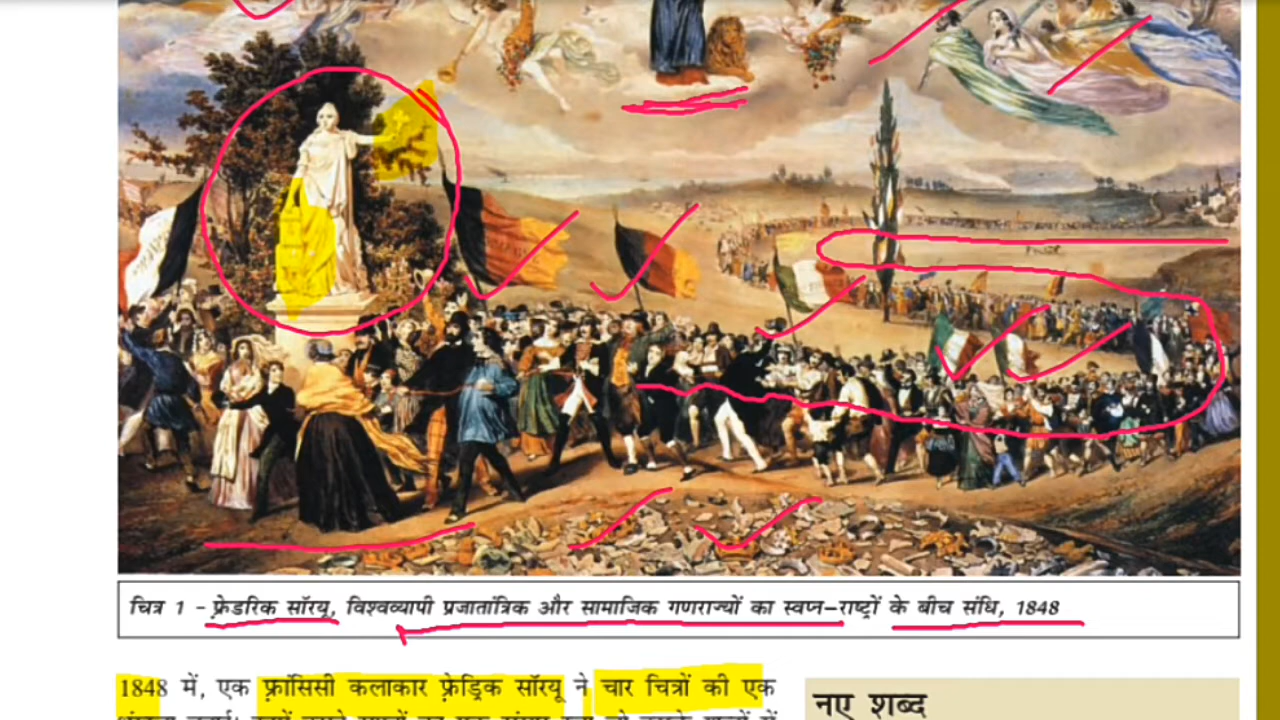 चित्र 1 – फ़्रेडरिक सॉरयू, विश्वव्यापी प्रजातांत्रिक और सामाजिक गणराज्यों का स्वप्न–राष्ट्रों के बीच संधि, 1848
1848 में, एक फ़्रांसिसी कलाकार फ़्रेड्रिक सॉरयू ने चार चित्रों की एक
नए शब्द